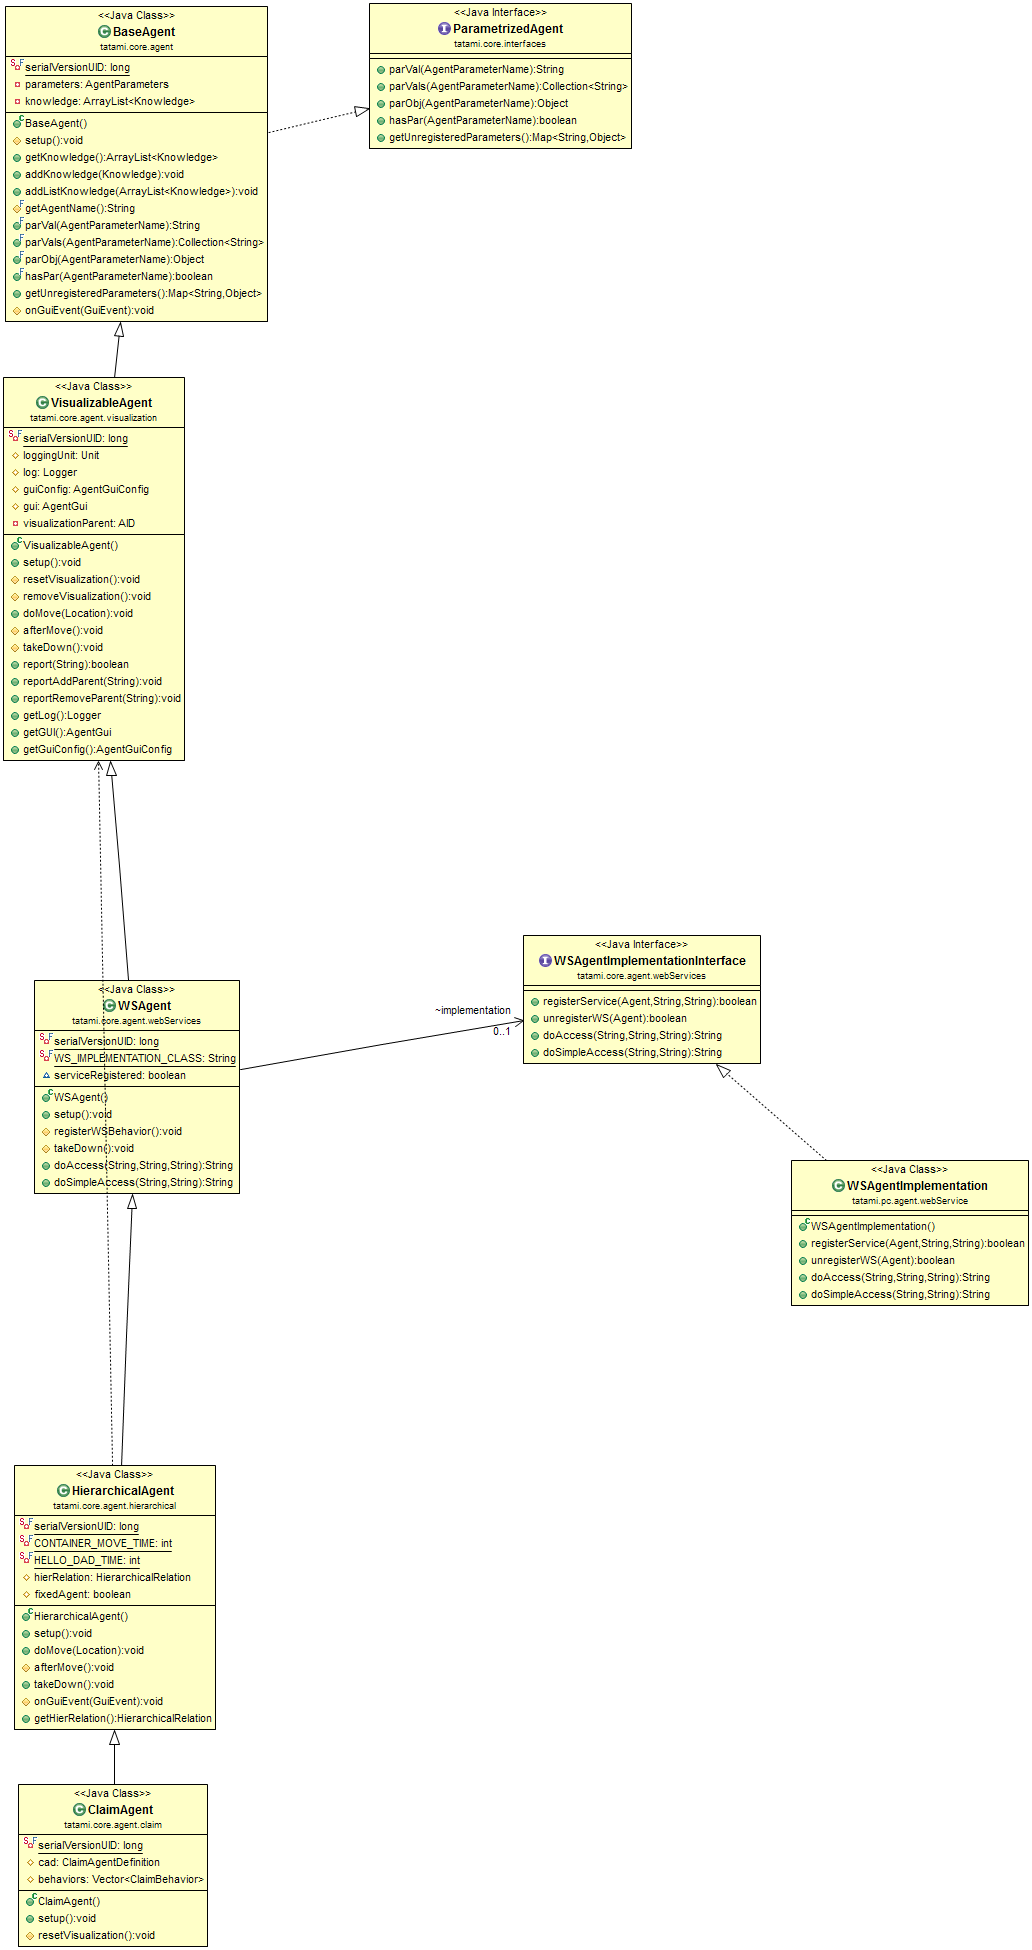 <<Java Class>>
BaseAgent
tatami.core.agent
serialVersionUID: long
parameters: AgentParameters
knowledge: ArrayList<Knowledge>
BaseAgent()
setup():void
getKnowledge():ArrayList<Knowledge>
addKnowledge(Knowledge):void
addListKnowledge(ArrayList<Knowledge>):void
getAgentName():String
parVal(AgentParameterName):String
parVals(AgentParameterName):Collection<String>
parObj(AgentParameterName):Object
hasPar(AgentParameterName):boolean
getUnregisteredParameters():Map<String,Object>
onGuiEvent(GuiEvent):void
<<Java Interface>>
ParametrizedAgent
tatami.core.interfaces
parVal(AgentParameterName):String
parVals(AgentParameterName):Collection<String>
parObj(AgentParameterName):Object
hasPar(AgentParameterName):boolean
getUnregisteredParameters():Map<String,Object>
<<Java Class>>
VisualizableAgent
tatami.core.agent.visualization
serialVersionUID: long
loggingUnit: Unit
log: Logger
guiConfig: AgentGuiConfig
gui: AgentGui
visualizationParent: AID
VisualizableAgent()
setup():void
resetVisualization():void
removeVisualization():void
doMove(Location):void
afterMove():void
takeDown():void
report(String):boolean
reportAddParent(String):void
reportRemoveParent(String):void
getLog():Logger
getGUI():AgentGui
getGuiConfig():AgentGuiConfig
<<Java Class>>
WSAgent
tatami.core.agent.webServices
serialVersionUID: long
WS_IMPLEMENTATION_CLASS: String
serviceRegistered: boolean
WSAgent()
setup():void
registerWSBehavior():void
takeDown():void
doAccess(String,String,String):String
doSimpleAccess(String,String):String
~implementation
0..1
<<Java Interface>>
WSAgentImplementationInterface
tatami.core.agent.webServices
registerService(Agent,String,String):boolean
unregisterWS(Agent):boolean
doAccess(String,String,String):String
doSimpleAccess(String,String):String
<<Java Class>>
WSAgentImplementation
tatami.pc.agent.webService
WSAgentImplementation()
registerService(Agent,String,String):boolean
unregisterWS(Agent):boolean
doAccess(String,String,String):String
doSimpleAccess(String,String):String
<<Java Class>>
HierarchicalAgent
tatami.core.agent.hierarchical
serialVersionUID: long
CONTAINER_MOVE_TIME: int
HELLO_DAD_TIME: int
hierRelation: HierarchicalRelation
fixedAgent: boolean
HierarchicalAgent()
setup():void
doMove(Location):void
afterMove():void
takeDown():void
onGuiEvent(GuiEvent):void
getHierRelation():HierarchicalRelation
<<Java Class>>
ClaimAgent
tatami.core.agent.claim
serialVersionUID: long
cad: ClaimAgentDefinition
behaviors: Vector<ClaimBehavior>
ClaimAgent()
setup():void
resetVisualization():void